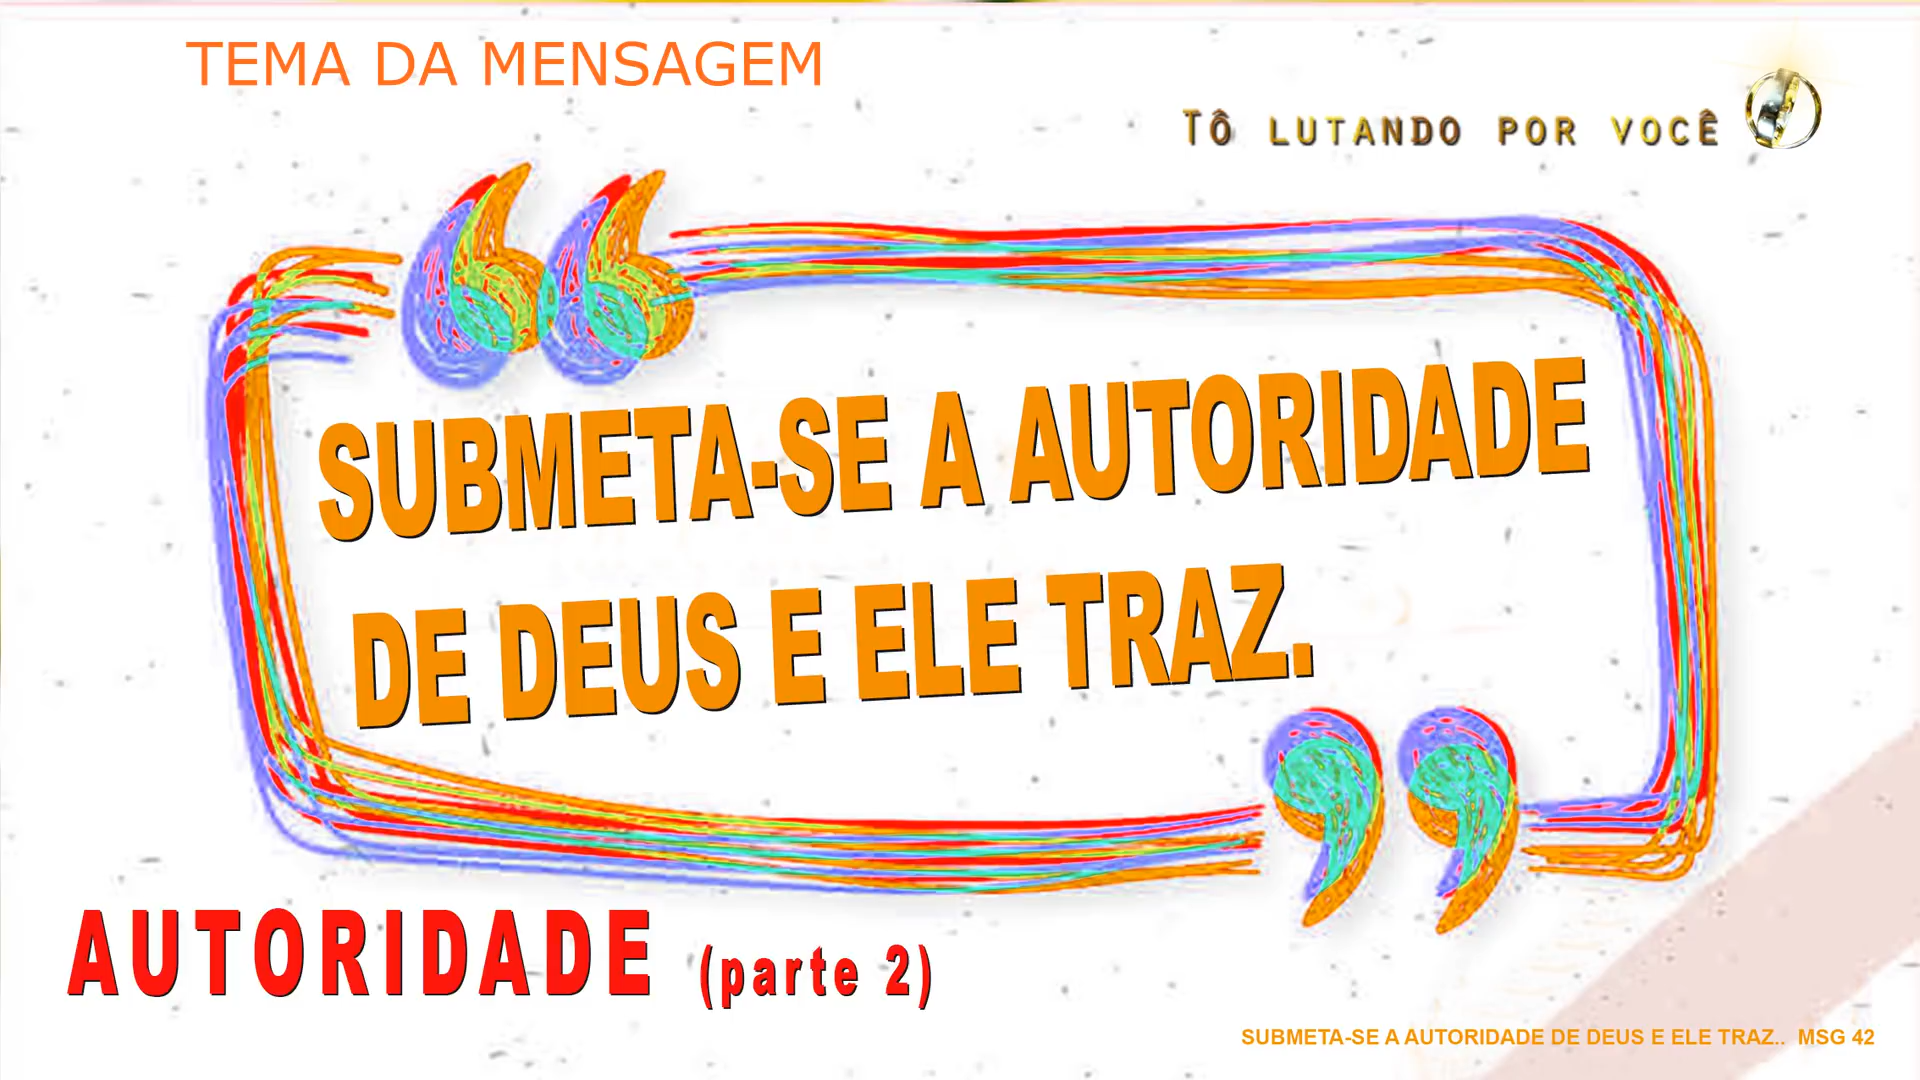 TEMA DA MENSAGEM
TÔ LUTANDO POR VOCÊ
SUBMETA-SE A AUTORIDADE
DE DEUS E ELE TRAZ.
AUTORIDADE (parte 2)
SUBMETA-SE A AUTORIDADE DE DEUS E ELE TRAZ.. MSG 42